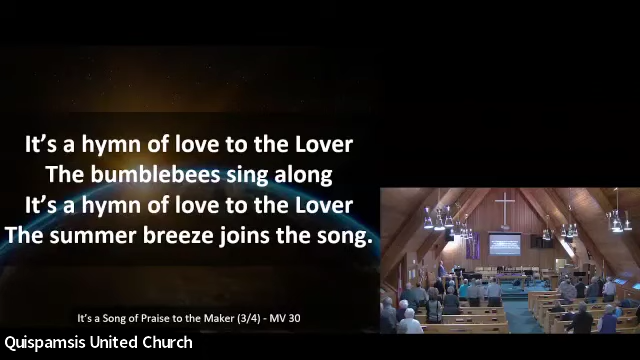 It's a hymn of love to the Lover
The bumblebees sing along
It's a hymn of love to the Lover
The summer breeze joins the song.
It's a Song of Praise to the Maker (3/4) - MV 30
Quispamsis United Church